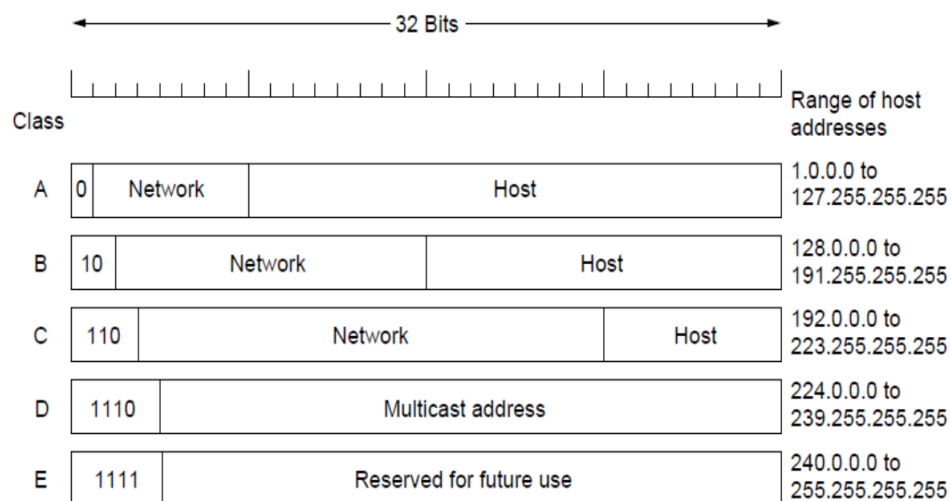 32 Bits
Range of host
addresses
Class
A 0 Network Host 1.0.0.0 to
127.255.255.255
B 10 Network Host 128.0.0.0 to
191.255.255.255
C 110 Network Host 192.0.0.0 to
223.255.255.255
D 1110 Multicast address 224.0.0.0 to
239.255.255.255
E 1111 Reserved for future use 240.0.0.0 to
255.255.255.255